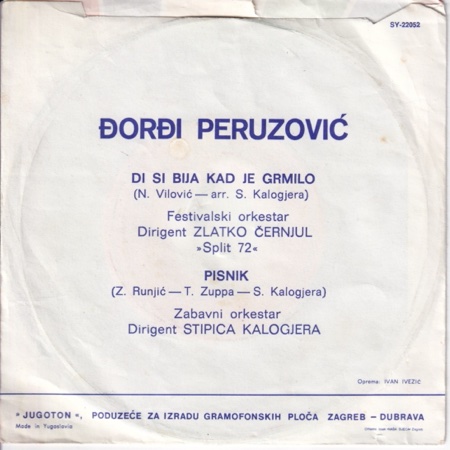 SY-22052
ĐORĐI PERUZOVIĆ
DI SI BIJA KAD JE GRMILO
(N. Vilović — arr. S. Kalogjera)
Festivalski orkestar
Dirigent ZLATKO ČERNJUL
»Split 72«
PISNIK
(Z. Runjić — T. Zuppa — S. Kalogjera)
Zabavni orkestar
Dirigent STIPICA KALOGJERA
Oprema: IVAN IVEZIĆ
»JUGOTON«, PODUZEĆE ZA IZRADU GRAMOFONSKIH PLOČA ZAGREB – DUBRAVA
Made in Yugoslavia